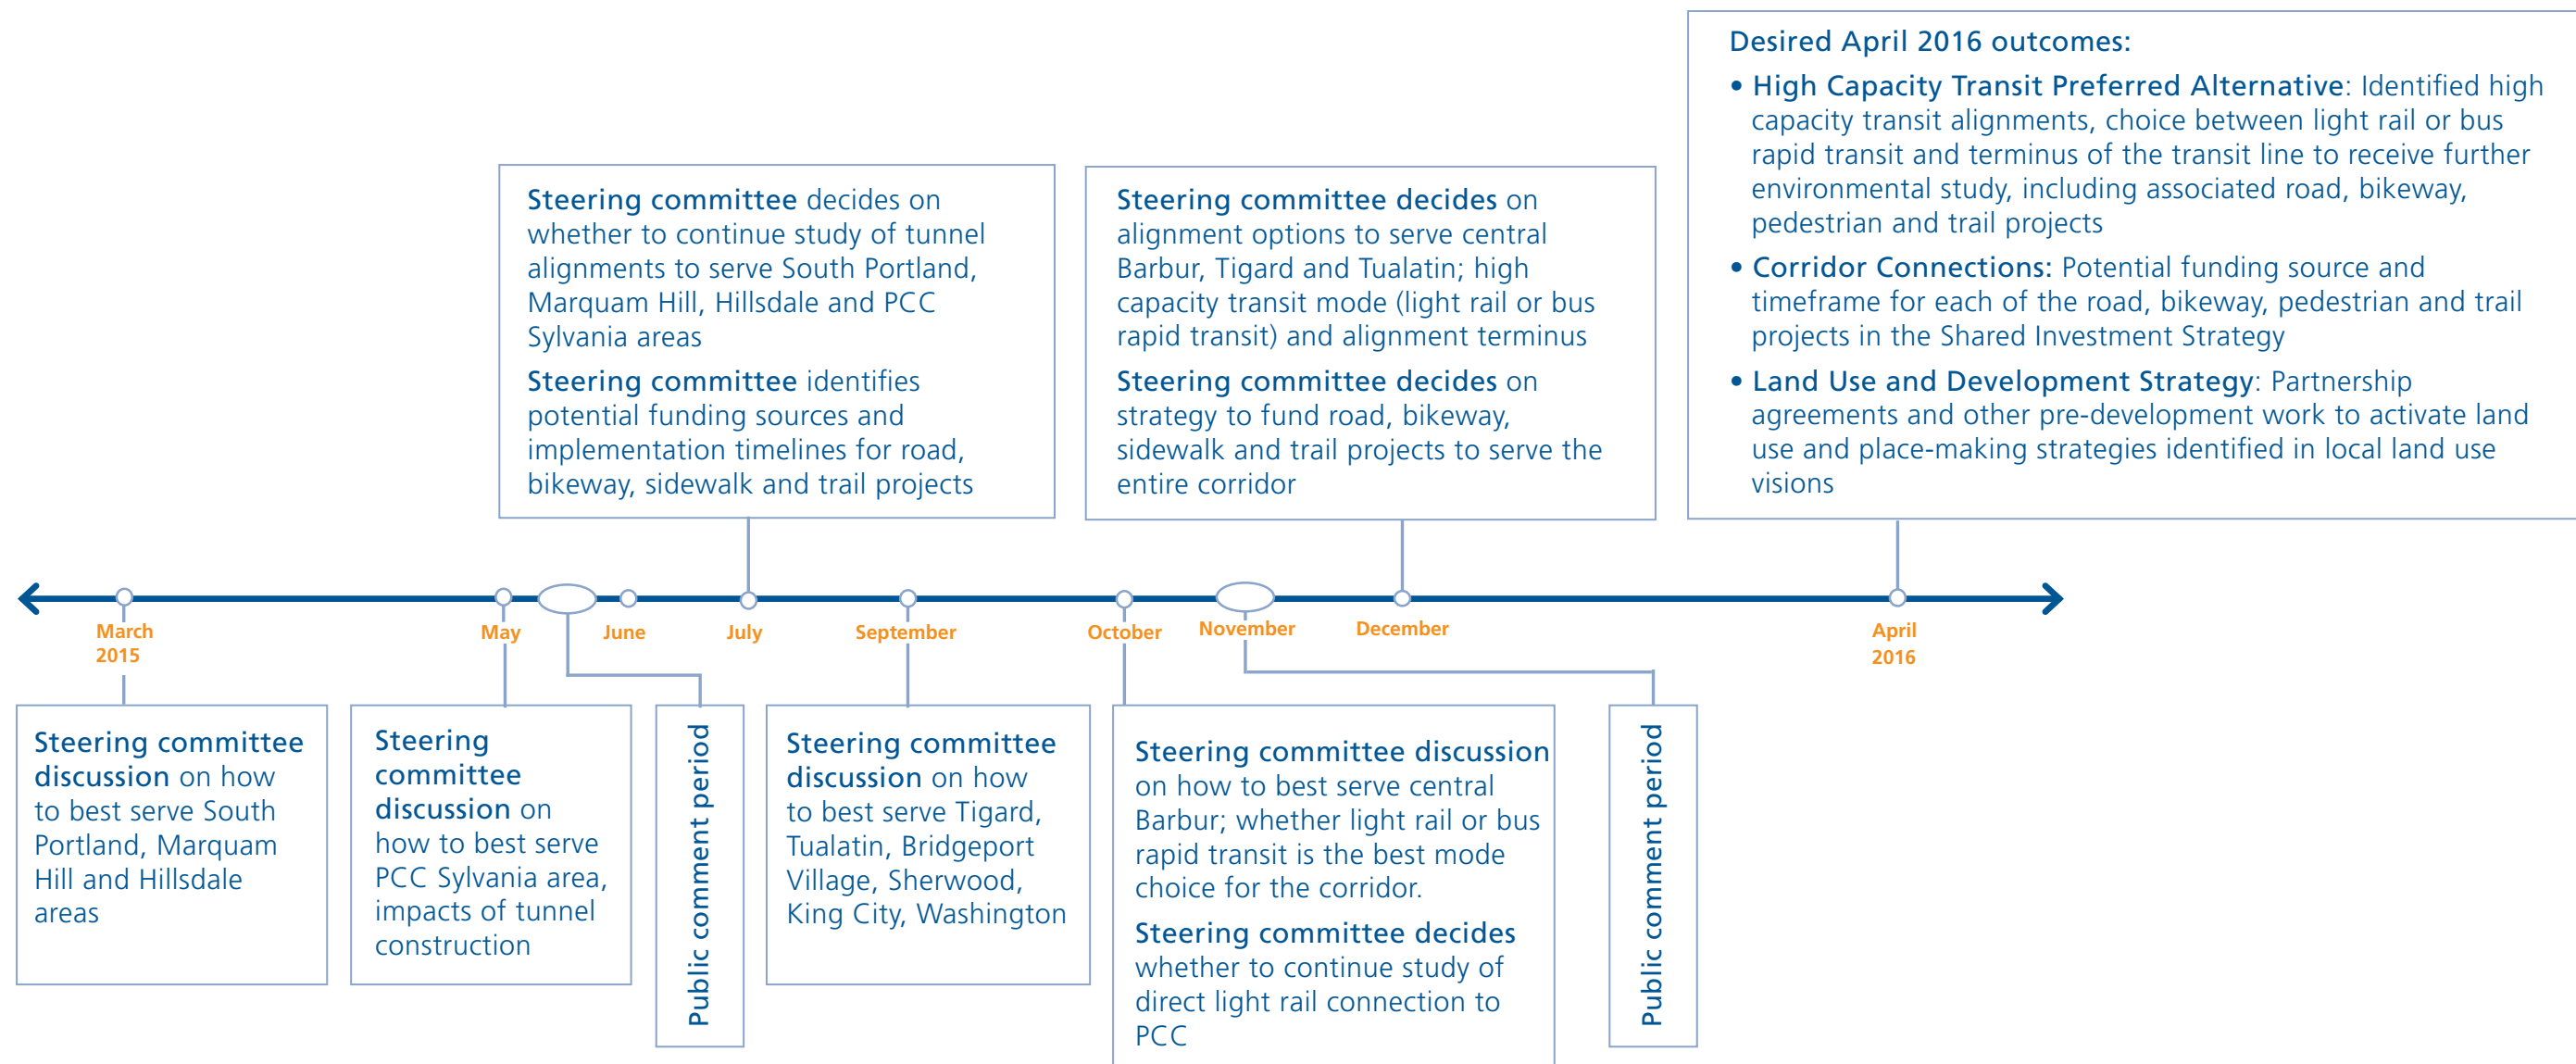 Desired April 2016 outcomes:
• High Capacity Transit Preferred Alternative: Identified high
capacity transit alignments, choice between light rail or bus
rapid transit and terminus of the transit line to receive further
environmental study, including associated road, bikeway,
pedestrian and trail projects
• Corridor Connections: Potential funding source and
timeframe for each of the road, bikeway, pedestrian and trail
projects in the Shared Investment Strategy
• Land Use and Development Strategy: Partnership
agreements and other pre-development work to activate land
use and place-making strategies identified in local land use
visions
Steering committee decides on
whether to continue study of tunnel
alignments to serve South Portland,
Marquam Hill, Hillsdale and PCC
Sylvania areas
Steering committee identifies
potential funding sources and
implementation timelines for road,
bikeway, sidewalk and trail projects
Steering committee decides on
alignment options to serve central
Barbur, Tigard and Tualatin; high
capacity transit mode (light rail or bus
rapid transit) and alignment terminus
Steering committee decides on
strategy to fund road, bikeway,
sidewalk and trail projects to serve the
entire corridor
March
2015
May
June
July
September
October
November
December
April
2016
Steering committee
discussion on how
to best serve South
Portland, Marquam
Hill and Hillsdale
areas
Steering
committee
discussion on
how to best serve
PCC Sylvania area,
impacts of tunnel
construction
Public comment period
Steering committee
discussion on how
to best serve Tigard,
Tualatin, Bridgeport
Village, Sherwood,
King City, Washington
Steering committee discussion
on how to best serve central
Barbur; whether light rail or bus
rapid transit is the best mode
choice for the corridor.
Steering committee decides
whether to continue study of
direct light rail connection to
PCC
Public comment period